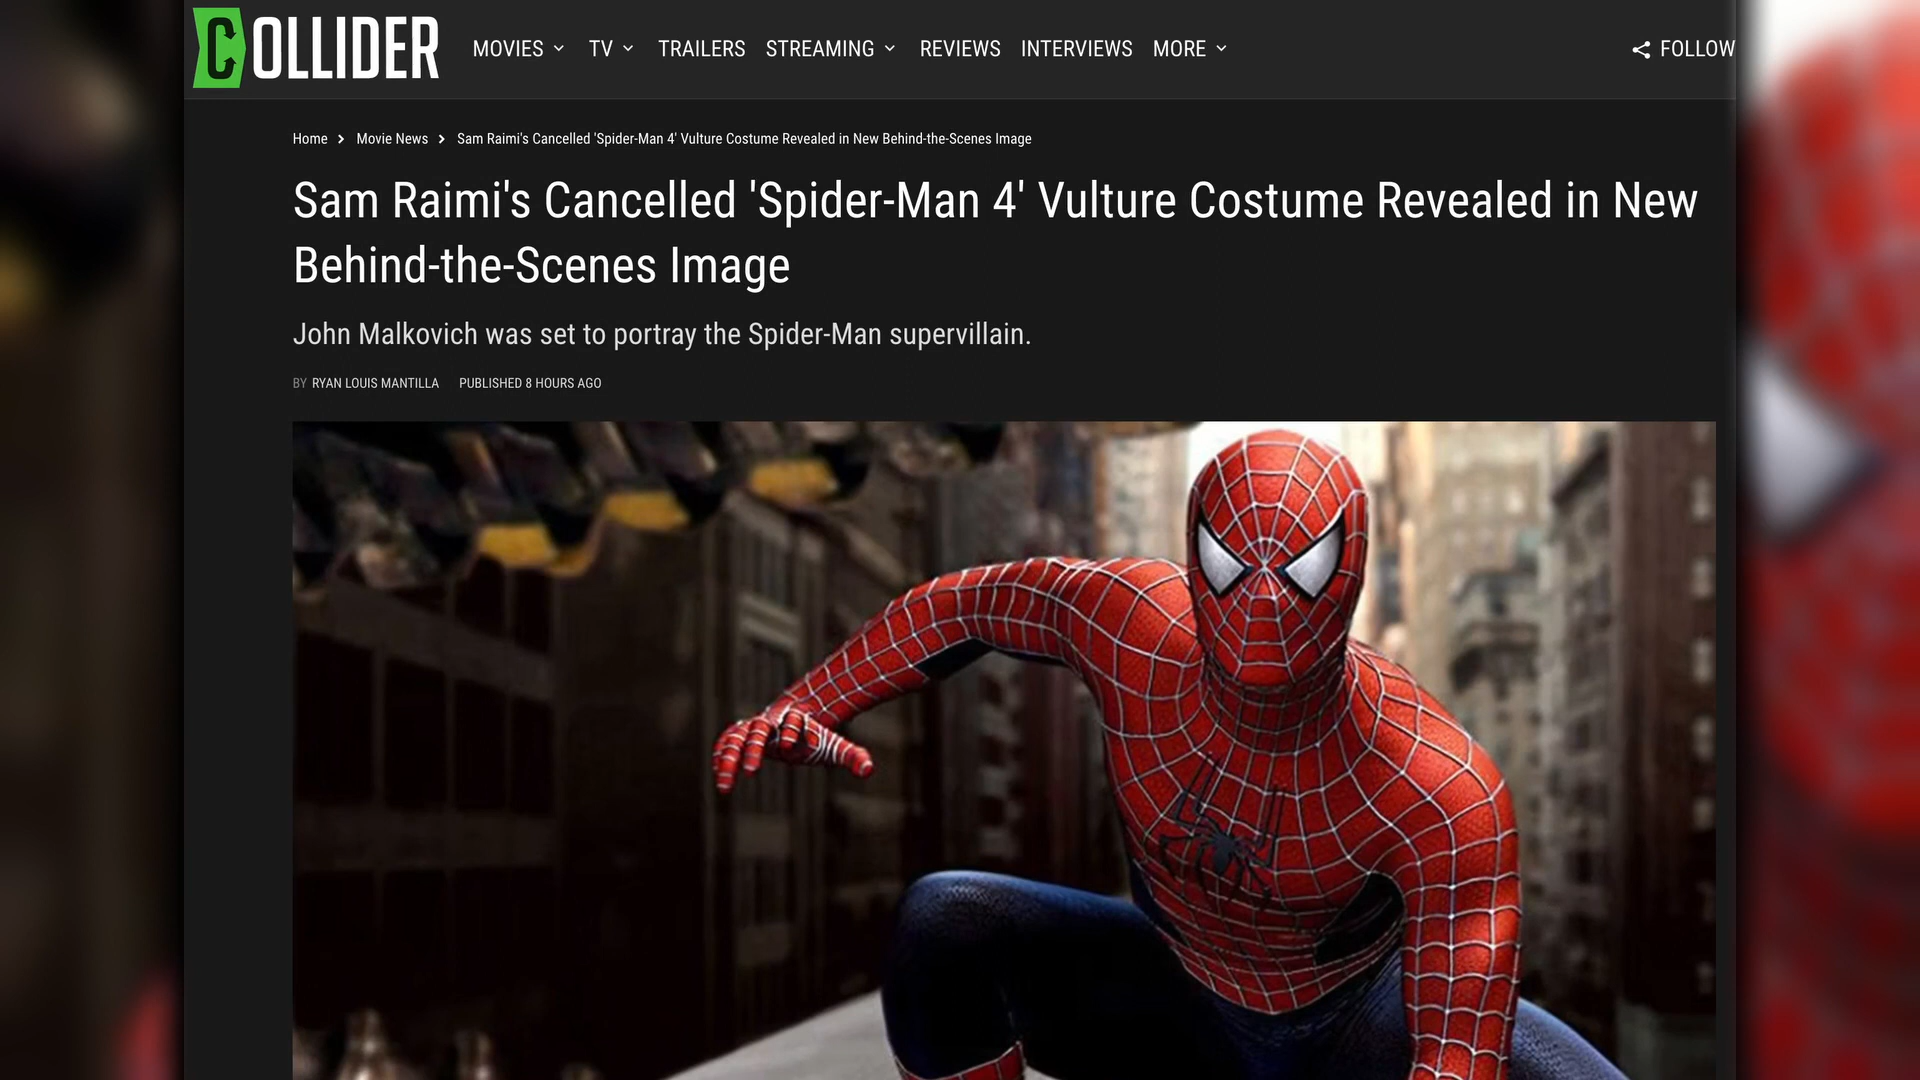 COLLIDER
MOVIES TV TRAILERS STREAMING REVIEWS INTERVIEWS MORE FOLLOW
Home Movie News Sam Raimi's Cancelled 'Spider-Man 4' Vulture Costume Revealed in New Behind-the-Scenes Image
Sam Raimi's Cancelled 'Spider-Man 4' Vulture Costume Revealed in New
Behind-the-Scenes Image
John Malkovich was set to portray the Spider-Man supervillain.
BY RYAN LOUIS MANTILLA PUBLISHED 8 HOURS AGO